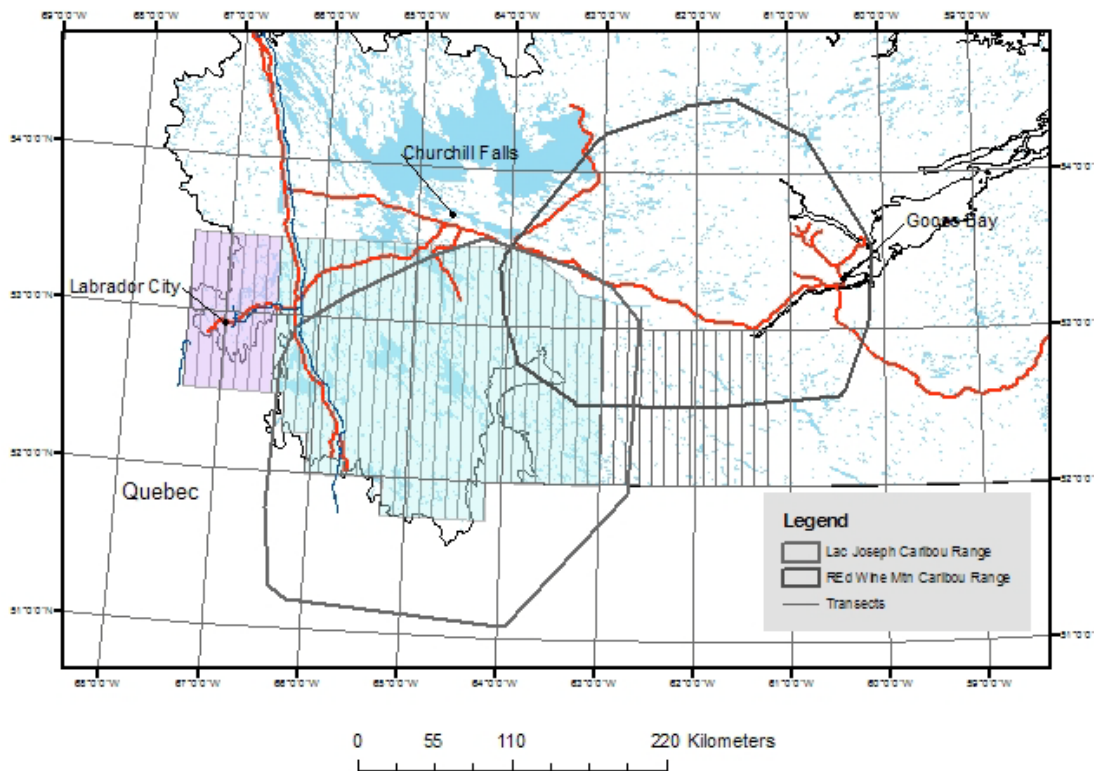 69°0'0"W 68°0'0"W 67°0'0"W 66°0'0"W 65°0'0"W 64°0'0"W 63°0'0"W 62°0'0"W 61°0'0"W 60°0'0"W 59°0'0"W
54°0'0"N
54°0'0"N
Churchill Falls
Goose Bay
53°0'0"N
53°0'0"N
Labrador City
52°0'0"N
52°0'0"N
Quebec
Legend
Lac Joseph Caribou Range
REd Wine Mtn Caribou Range
Transects
51°0'0"N
51°0'0"N
68°0'0"W 67°0'0"W 66°0'0"W 65°0'0"W 64°0'0"W 63°0'0"W 62°0'0"W 61°0'0"W 60°0'0"W 59°0'0"W
0 55 110 220 Kilometers